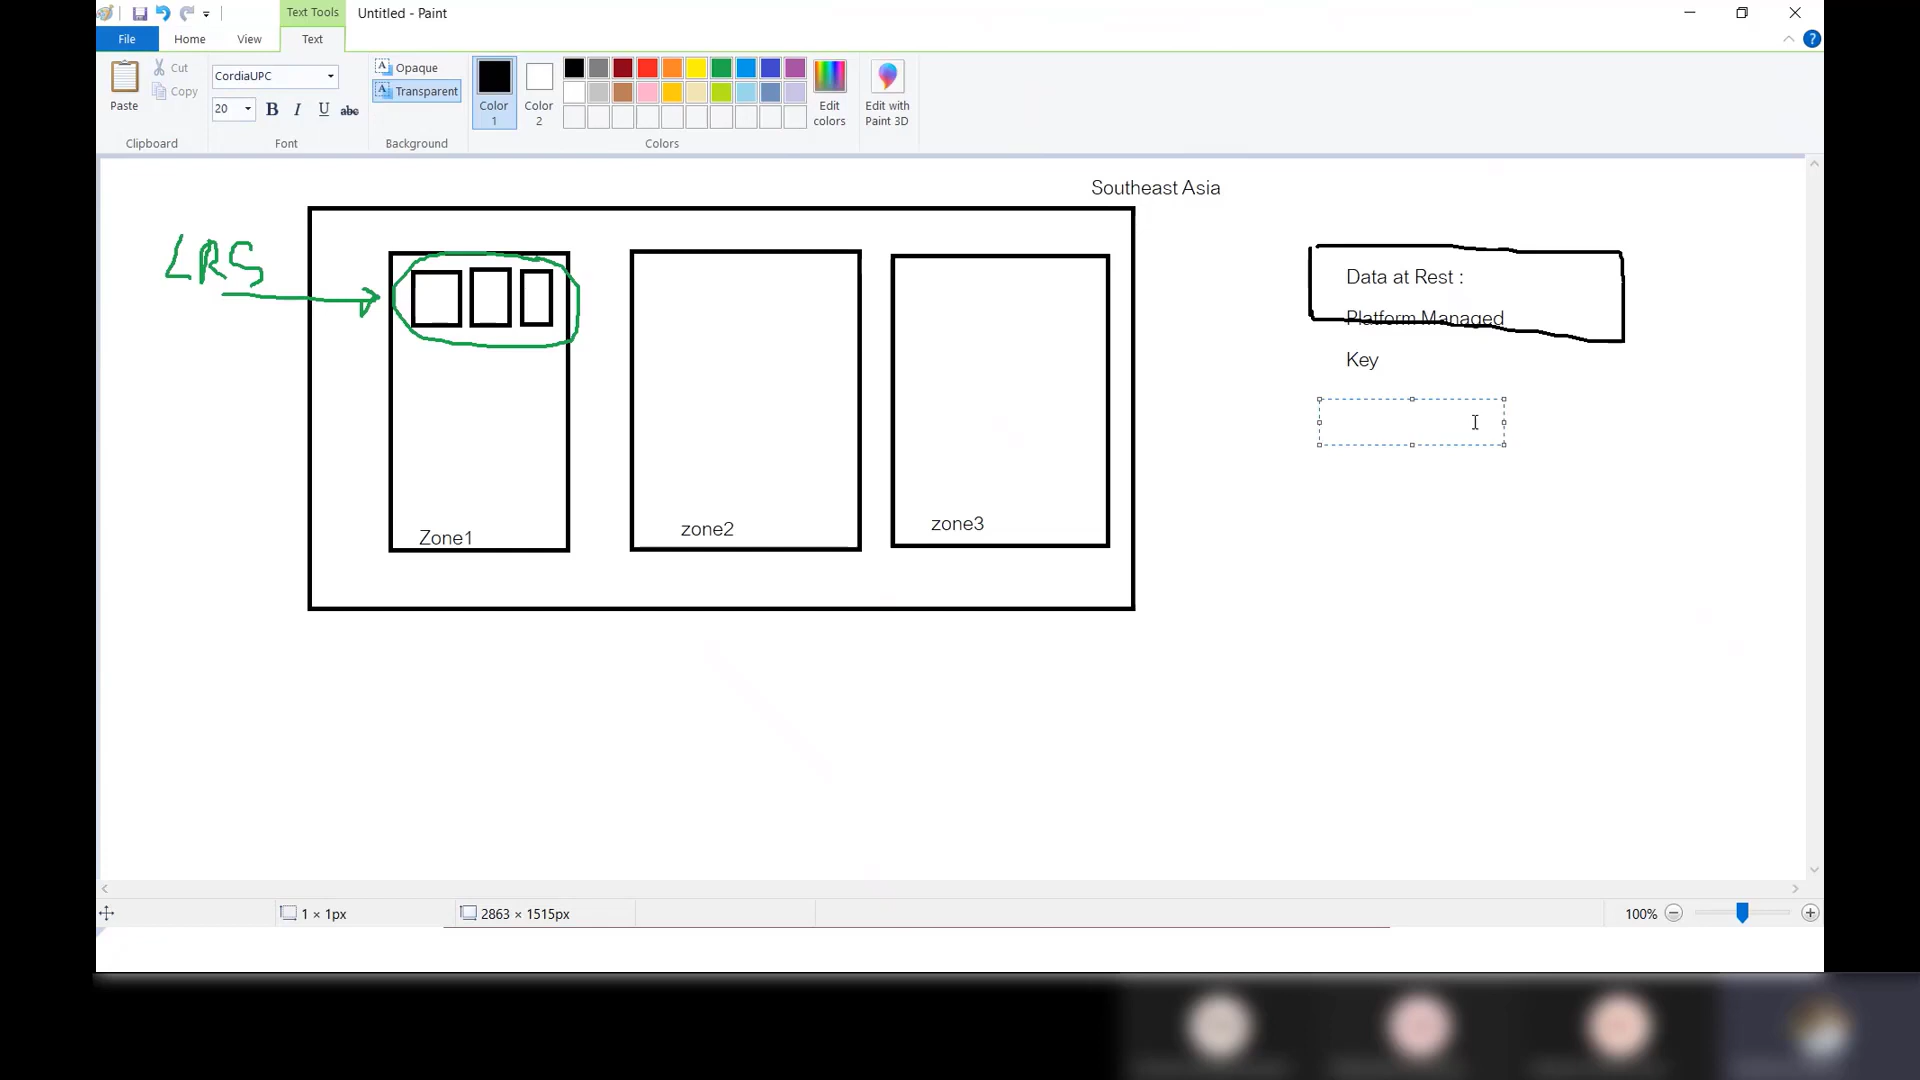 Text Tools
Untitled - Paint
File
Home
View
Text
Paste
Cut
Copy
Clipboard
CordiaUPC
20
B I U abc
Font
Opaque
Transparent
Background
Color 1
Color 2
Edit colors
Colors
Edit with Paint 3D
Southeast Asia
LRS
Zone1
zone2
zone3
Data at Rest :
Platform Managed
Key
1 × 1px
2863 × 1515px
100%